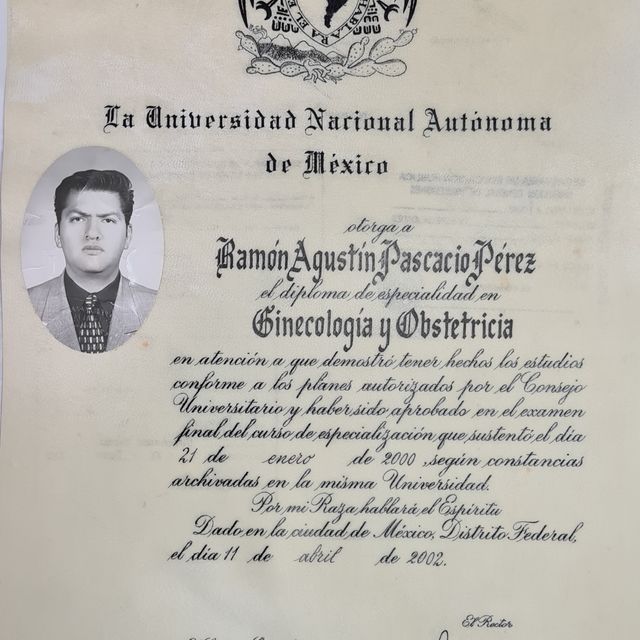 HABLARA EL E
La Universidad Nacional Autónoma
de México
otorga a
Ramón Agustín Pascacio Pérez
el diploma de especialidad en
Ginecología y Obstetricia
en atención a que demostró tener hechos los estudios
conforme a los planes autorizados por el Consejo
Universitario y haber sido aprobado en el examen
final del curso de especialización que sustentó el día
21 de enero de 2000, según constancias
archivadas en la misma Universidad.
Por mi Raza hablará el Espíritu
Dado en la ciudad de México, Distrito Federal,
el día 11 de abril de 2002.
El Rector